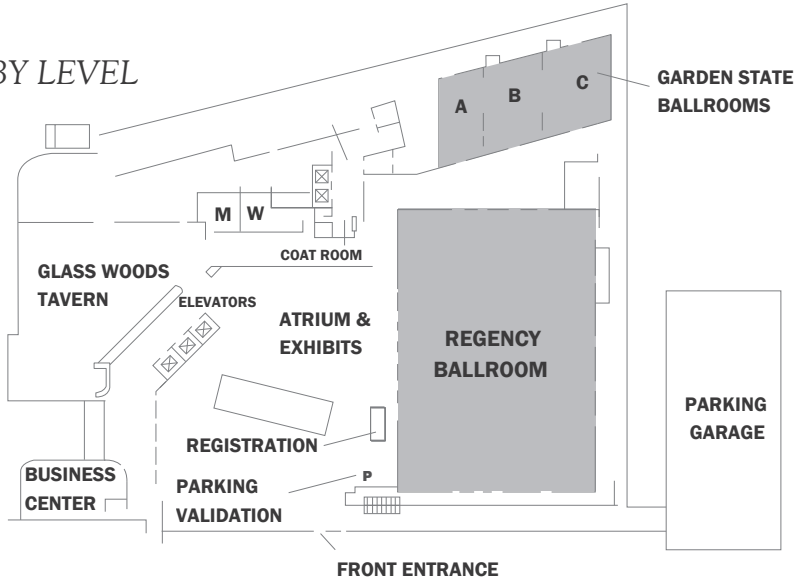 BY LEVEL
A
B
C
GARDEN STATE
BALLROOMS
M
W
COAT ROOM
GLASS WOODS
TAVERN
ELEVATORS
ATRIUM &
EXHIBITS
REGENCY
BALLROOM
PARKING
GARAGE
REGISTRATION
BUSINESS
CENTER
P
PARKING
VALIDATION
FRONT ENTRANCE